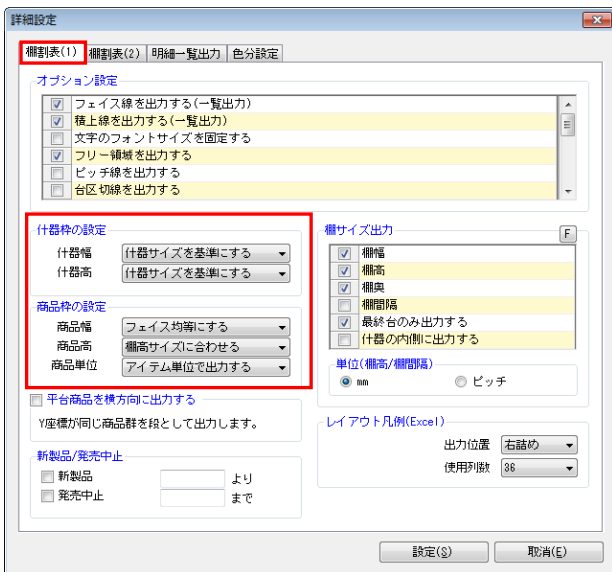 詳細設定
棚割表(1) 棚割表(2) 明細一覧出力 色分設定
オプション設定
フェイス線を出力する(一覧出力)
積上線を出力する(一覧出力)
文字のフォントサイズを固定する
フリー領域を出力する
ピッチ線を出力する
台区切線を出力する
什器枠の設定
什器幅 什器サイズを基準にする
什器高 什器サイズを基準にする
商品枠の設定
商品幅 フェイス均等にする
商品高 棚高サイズに合わせる
商品単位 アイテム単位で出力する
平台商品を横方向に出力する
Y座標が同じ商品群を段として出力します。
新製品/発売中止
新製品 より
発売中止 まで
棚サイズ出力 F
棚幅
棚高
棚奥
棚間隔
最終台のみ出力する
什器の内側に出力する
単位(棚高/棚間隔)
mm ピッチ
レイアウト凡例(Excel)
出力位置 右詰め
使用列数 36
設定(S) 取消(E)